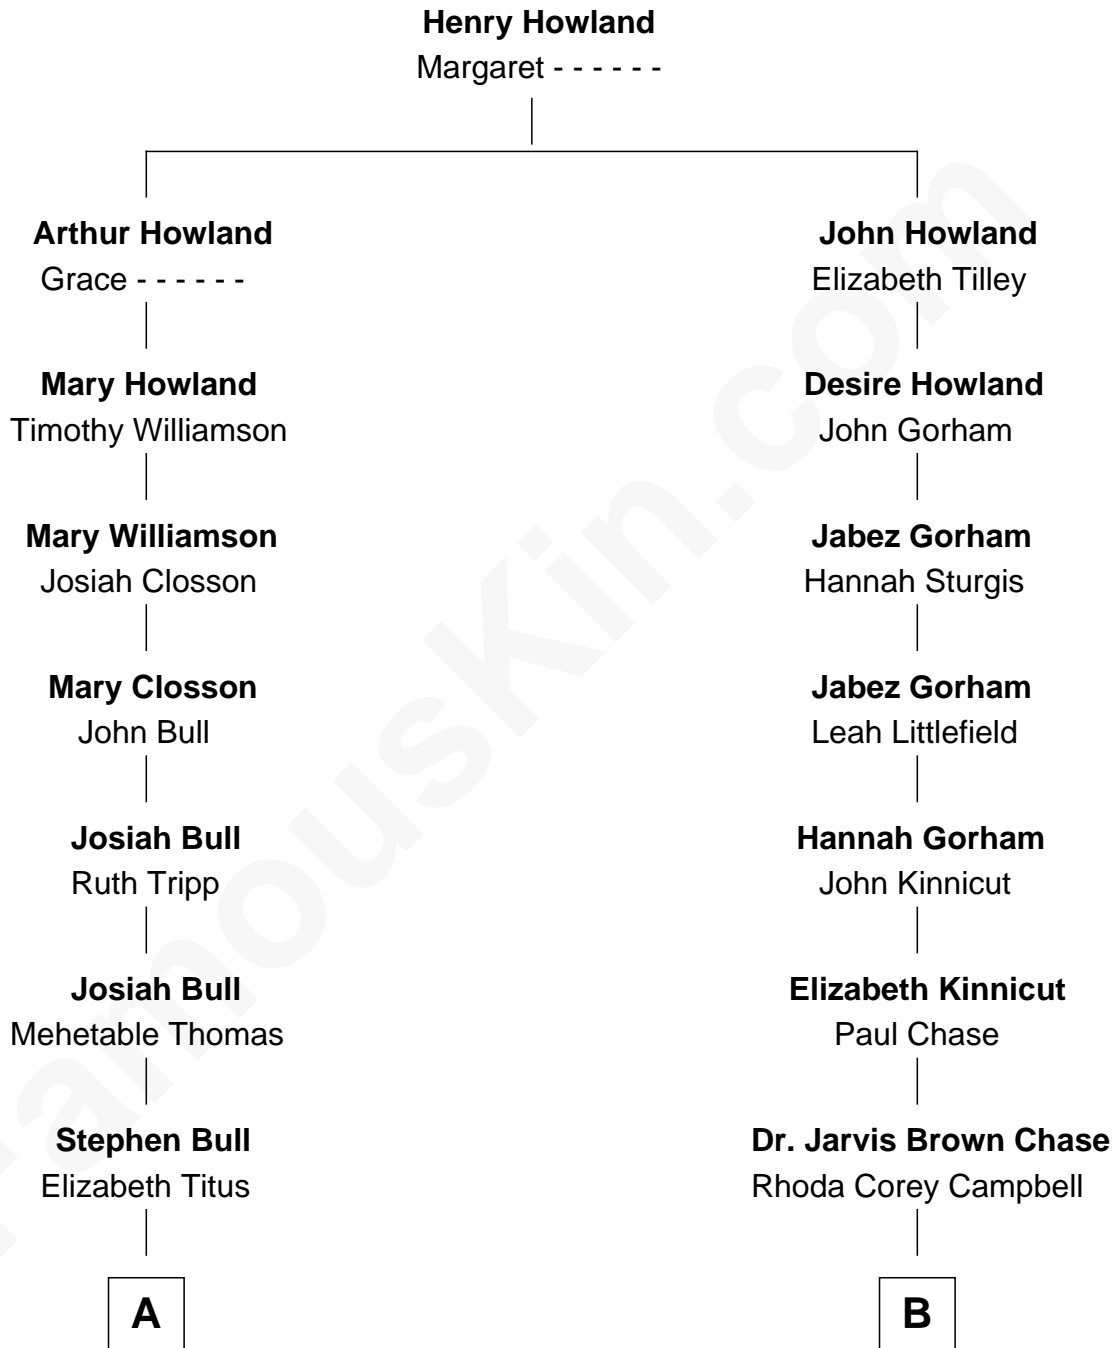 Henry Howland
Margaret - - - - - -
Arthur Howland
Grace - - - - - -
John Howland
Elizabeth Tilley
Mary Howland
Timothy Williamson
Desire Howland
John Gorham
Mary Williamson
Josiah Closson
Jabez Gorham
Hannah Sturgis
Mary Closson
John Bull
Jabez Gorham
Leah Littlefield
Josiah Bull
Ruth Tripp
Hannah Gorham
John Kinnicut
Josiah Bull
Mehetable Thomas
Elizabeth Kinnicut
Paul Chase
Stephen Bull
Elizabeth Titus
Dr. Jarvis Brown Chase
Rhoda Corey Campbell
A
B
FamousKin.com